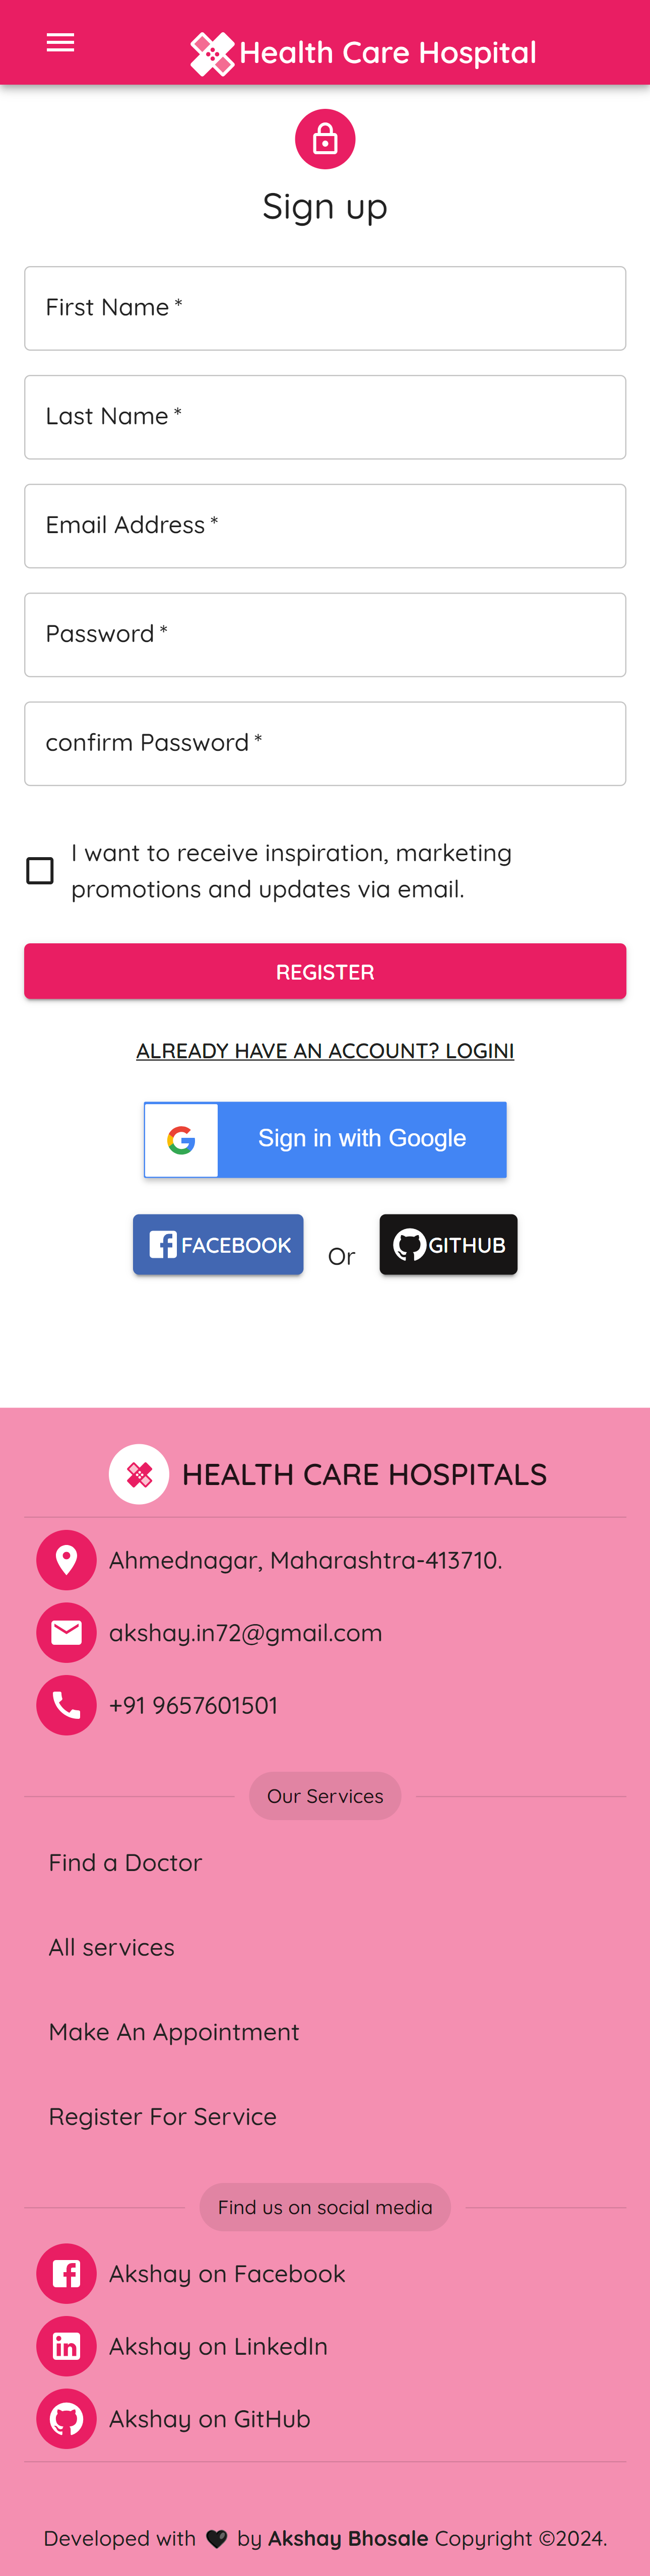 Health Care Hospital
Sign up
First Name *
Last Name *
Email Address *
Password *
confirm Password *
I want to receive inspiration, marketing
promotions and updates via email.
REGISTER
ALREADY HAVE AN ACCOUNT? LOGINI
Sign in with Google
FACEBOOK
Or
GITHUB
HEALTH CARE HOSPITALS
Ahmednagar, Maharashtra-413710.
akshay.in72@gmail.com
+91 9657601501
Our Services
Find a Doctor
All services
Make An Appointment
Register For Service
Find us on social media
Akshay on Facebook
Akshay on LinkedIn
Akshay on GitHub
Developed with 🖤 by Akshay Bhosale Copyright ©2024.